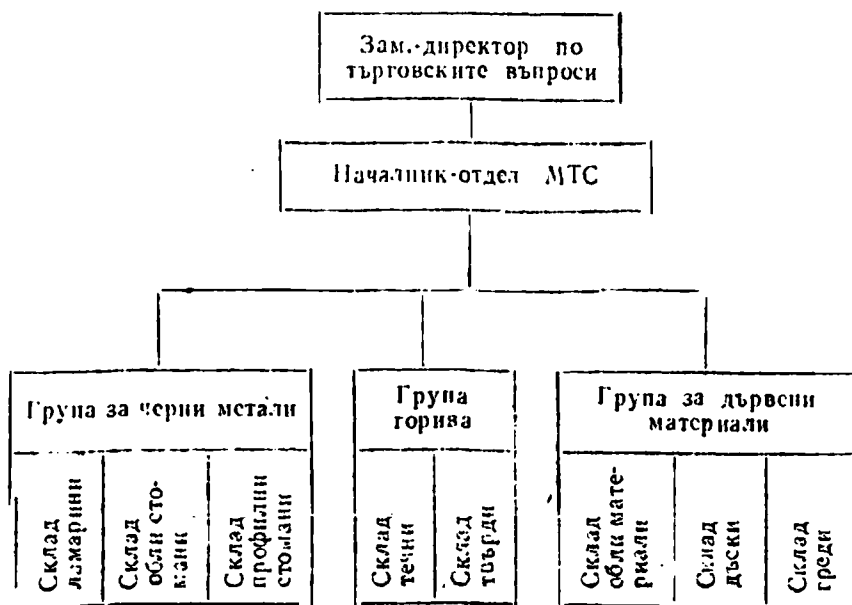 Зам.-директор по
търговските въпроси
Началник-отдел МТС
Група за черни метали
Склад
ламарини
Склад
обли сто-
мани
Склад
профилни
стомани
Група
горива
Склад
течни
Склад
твърди
Група за дървени
материали
Склад
обли мате-
риали
Склад
дъски
Склад
греди